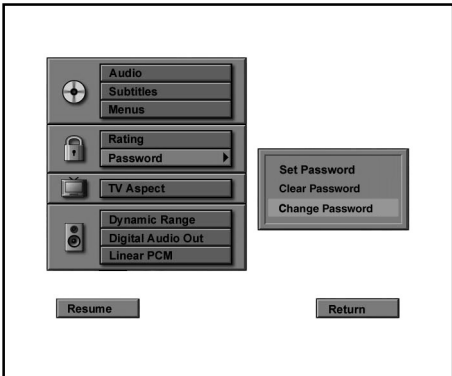 Audio
Subtitles
Menus
Rating
Password
TV Aspect
Dynamic Range
Digital Audio Out
Linear PCM
Set Password
Clear Password
Change Password
Resume
Return